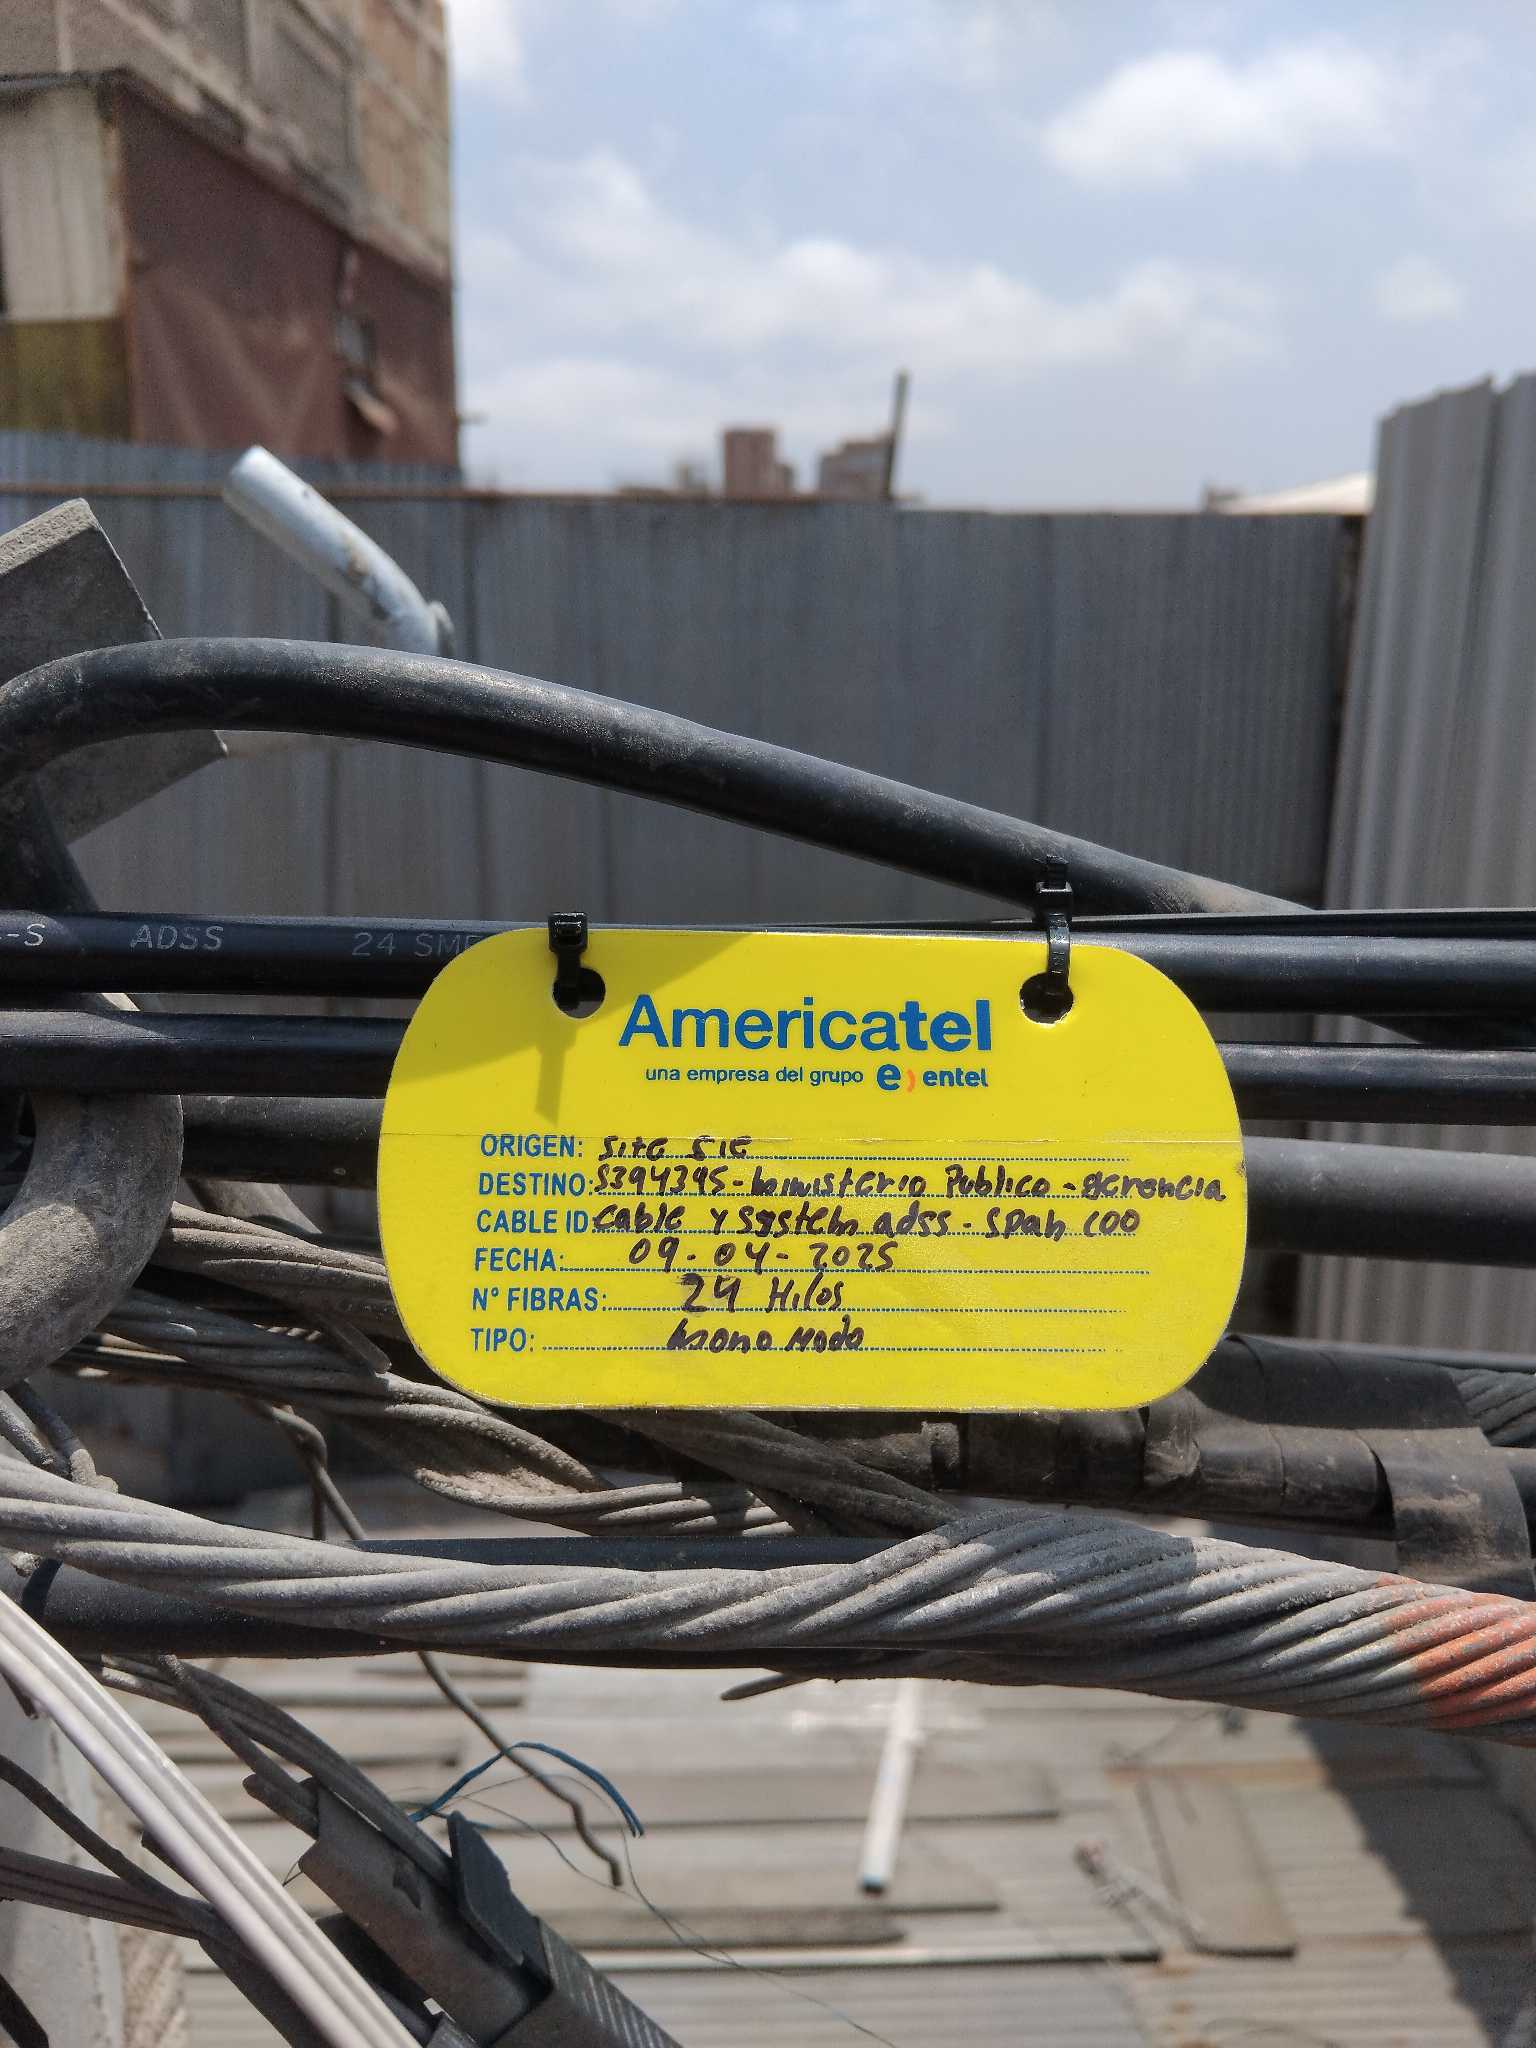 -S ADSS 24 SM
Americatel
una empresa del grupo e) entel
ORIGEN: Site SIE
DESTINO: S394395-Ministerio Publico-gerencia
CABLE ID: Cable y System adss-span 100
FECHA: 09-04-2025
N° FIBRAS: 24 Hilos
TIPO: mono modo